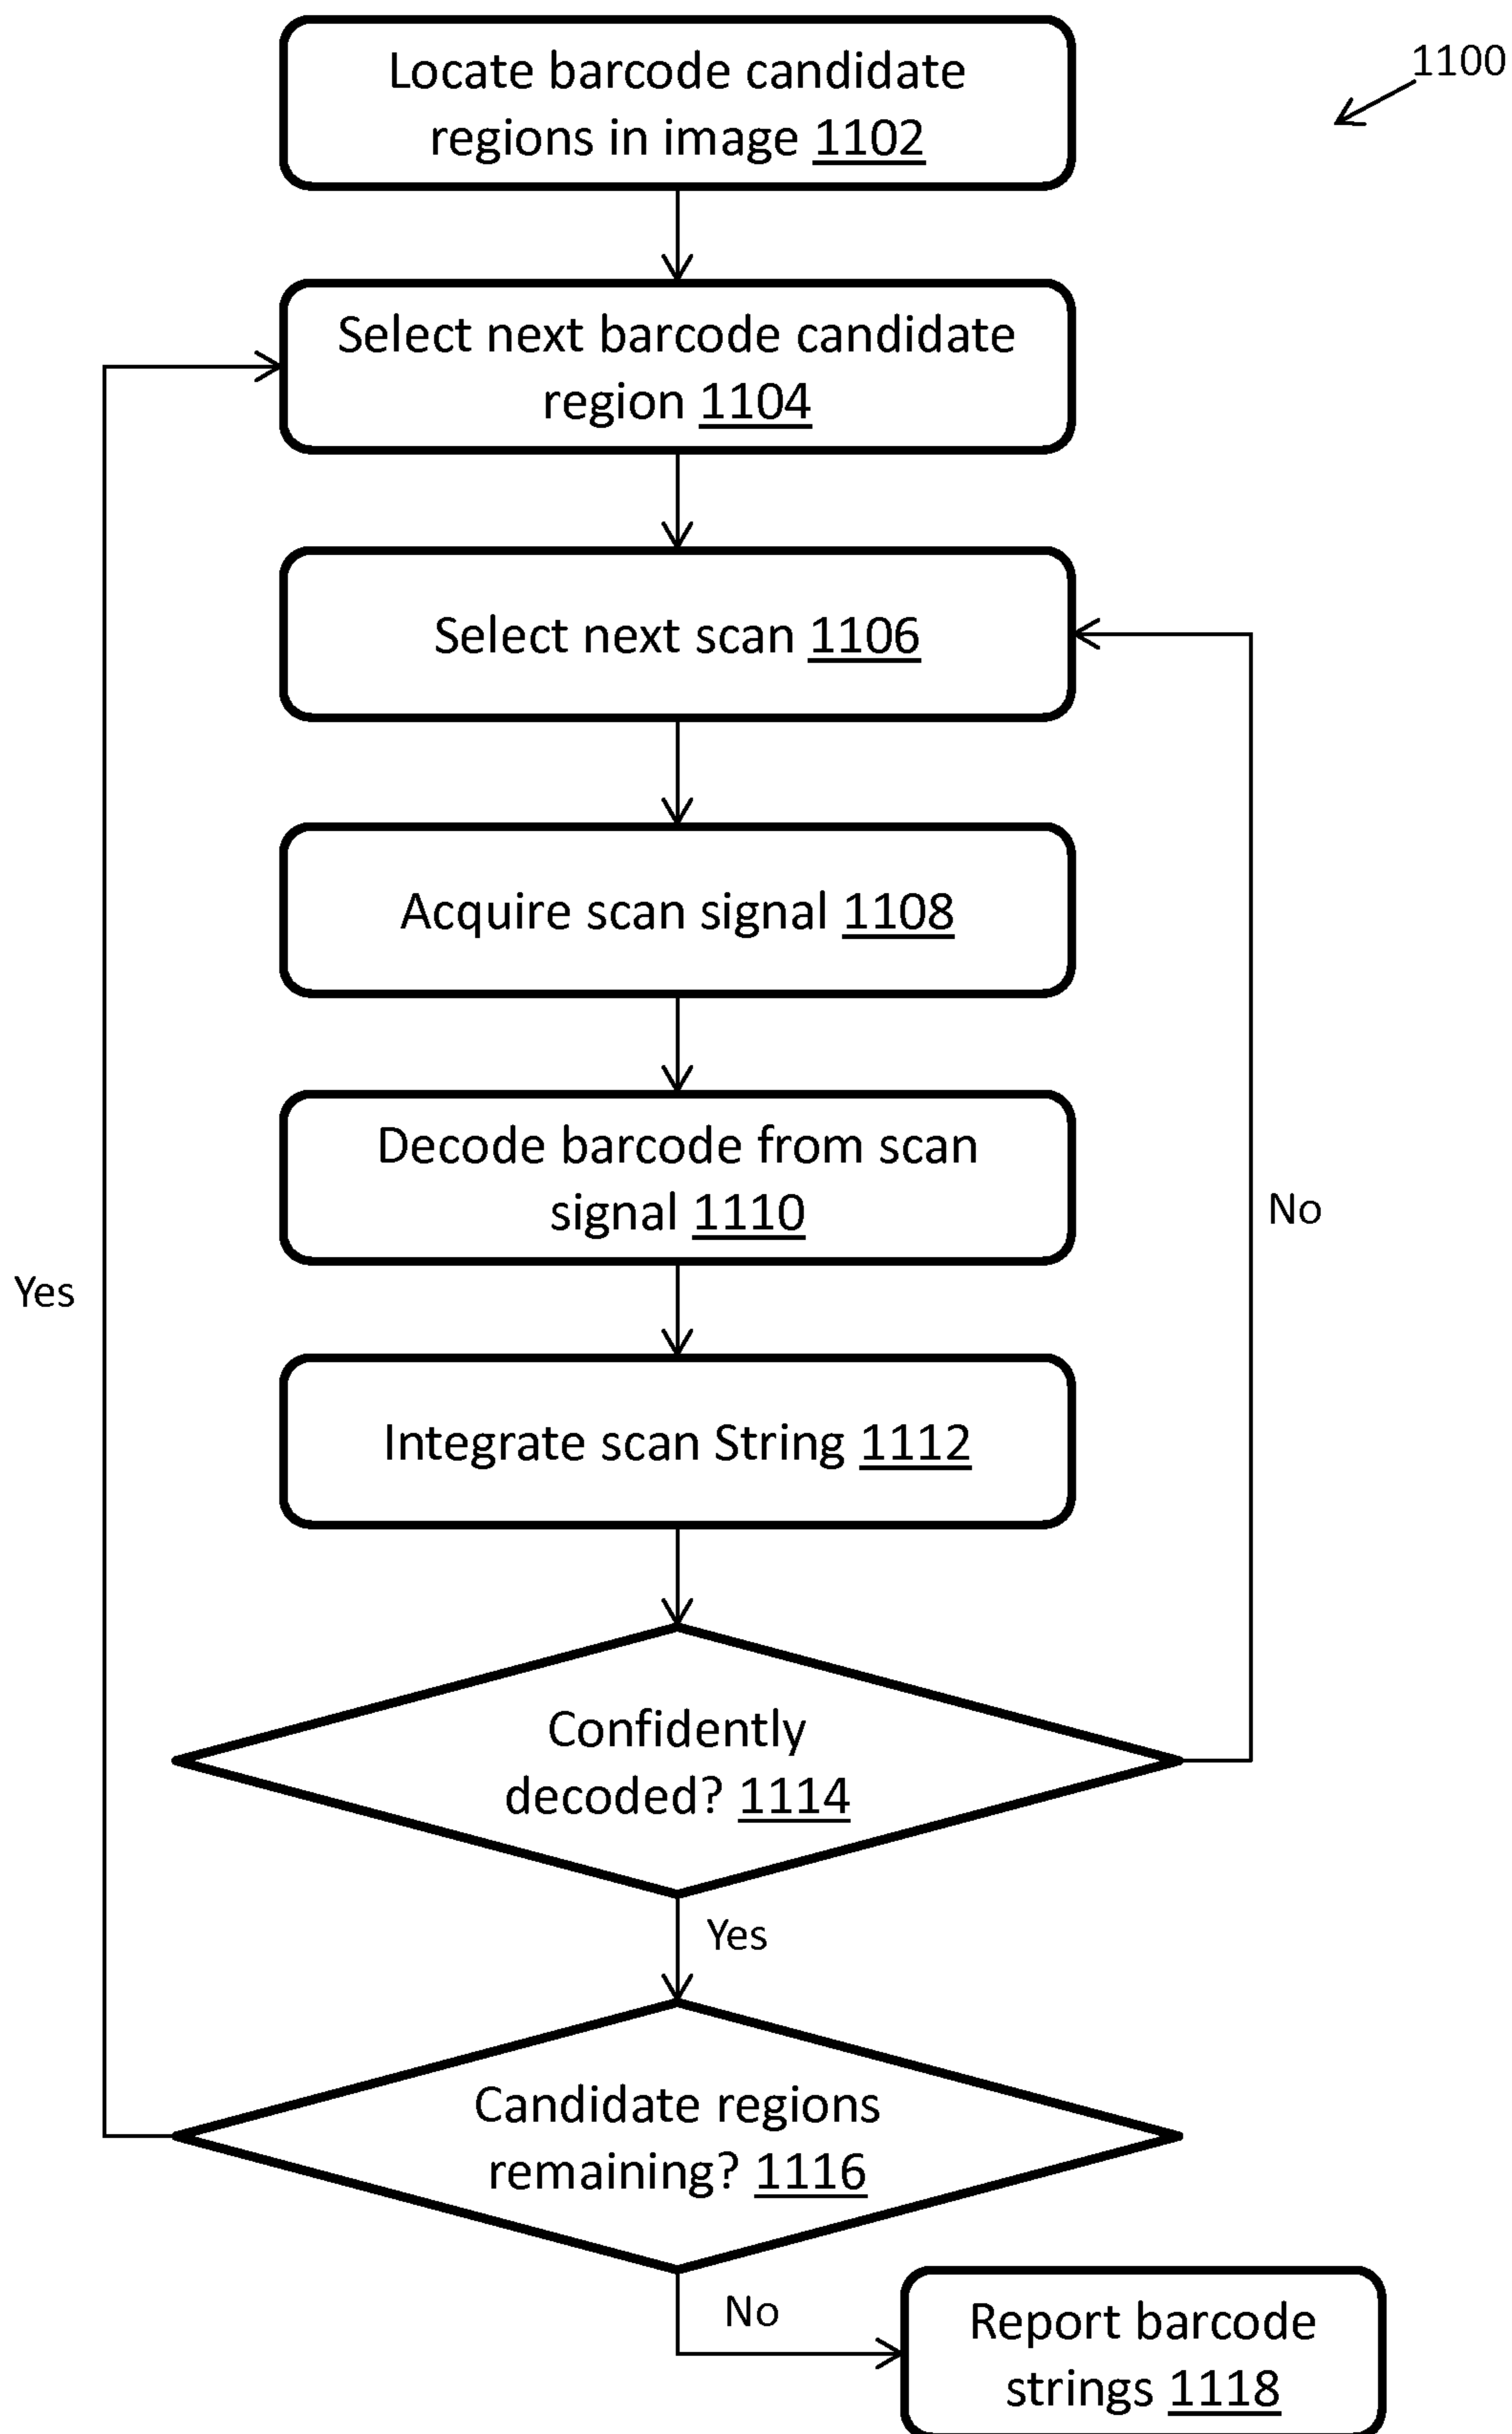 1100
Locate barcode candidate
regions in image 1102
Select next barcode candidate
region 1104
Select next scan 1106
Acquire scan signal 1108
Decode barcode from scan
signal 1110
No
Yes
Integrate scan String 1112
Confidently
decoded? 1114
Yes
Candidate regions
remaining? 1116
No
Report barcode
strings 1118